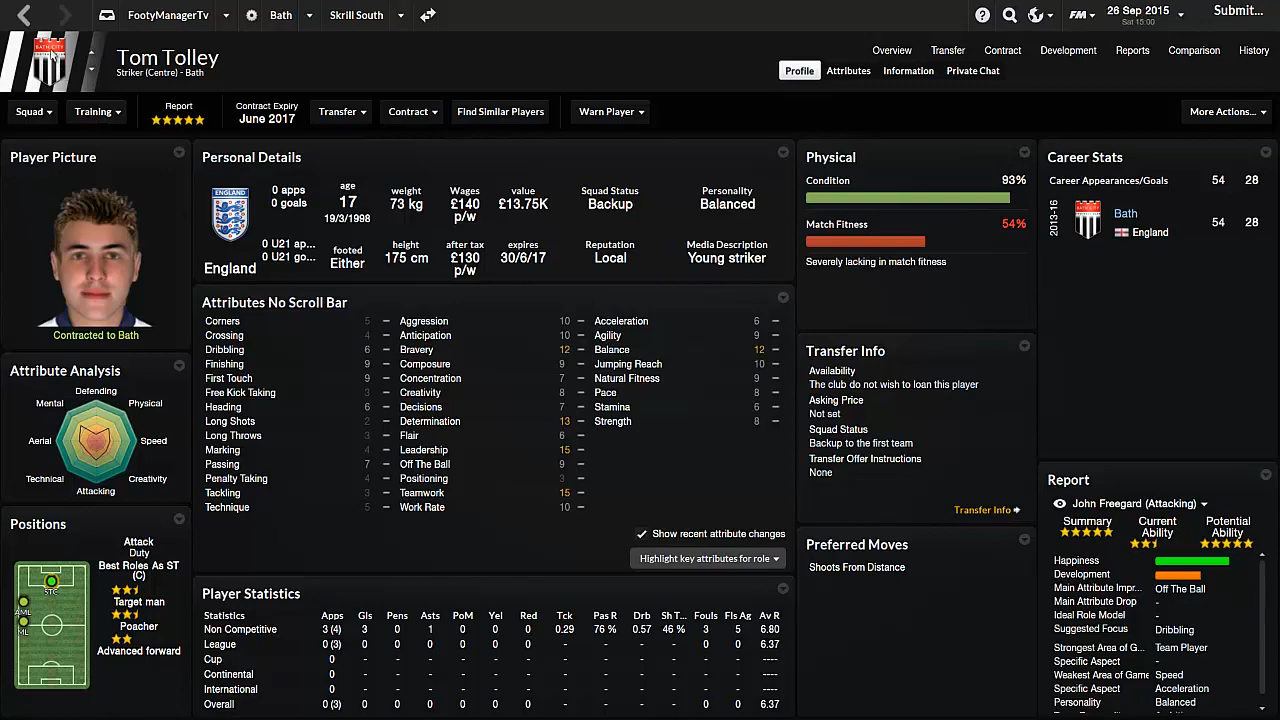 FootyManagerTv Bath Skrill South FM 26 Sep 2015 Submit...
Sat 15:00
BATH CITY
Tom Tolley
Striker (Centre) - Bath
Overview Transfer Contract Development Reports Comparison History
Profile Attributes Information Private Chat
Squad Training Report Contract Expiry June 2017 Transfer Contract Find Similar Players Warn Player More Actions...
Player Picture
Contracted to Bath
Attribute Analysis
Defending
Mental Physical
Aerial Speed
Technical Creativity
Attacking
Positions
STC
AML
ML
Attack
Duty
Best Roles As ST
(C)
Target man
Poacher
Advanced forward
Personal Details
ENGLAND
England
0 apps
0 goals
0 U21 ap...
0 U21 go...
age
17
19/3/1998
footed
Either
weight
73 kg
height
175 cm
Wages
£140
p/w
after tax
£130
p/w
value
£13.75K
expires
30/6/17
Squad Status
Backup
Reputation
Local
Personality
Balanced
Media Description
Young striker
Attributes No Scroll Bar
Corners 5 - Aggression 10 - Acceleration 6 -
Crossing 4 - Anticipation 10 - Agility 9 -
Dribbling 6 - Bravery 12 - Balance 12 -
Finishing 9 - Composure 9 - Jumping Reach 10 -
First Touch 9 - Concentration 7 - Natural Fitness 9 -
Free Kick Taking 3 - Creativity 8 - Pace 8 -
Heading 6 - Decisions 7 - Stamina 6 -
Long Shots 2 - Determination 13 - Strength 8 -
Long Throws 3 - Flair 6 -
Marking 4 - Leadership 15 -
Passing 7 - Off The Ball 9 -
Penalty Taking 4 - Positioning 3 -
Tackling 3 - Teamwork 15 -
Technique 5 - Work Rate 10 -
Show recent attribute changes
Highlight key attributes for role
Player Statistics
Statistics Apps Gls Pens Asts PoM Yel Red Tck Pas R Drb Sh T... Fouls Fls Ag Av R
Non Competitive 3 (4) 3 0 1 0 0 0 0.29 76 % 0.57 46 % 3 5 6.80
League 0 (3) 0 0 0 0 0 0 - - - - 0 0 6.37
Cup 0 - - - - - - - - - - - - ----
Continental 0 - - - - - - - - - - - - ----
International 0 - - - - - - - - - - - - ----
Overall 0 (3) 0 0 0 0 0 0 - - - - 0 0 6.37
Physical
Condition 93%
Match Fitness 54%
Severely lacking in match fitness
Transfer Info
Availability
The club do not wish to loan this player
Asking Price
Not set
Squad Status
Backup to the first team
Transfer Offer Instructions
None
Transfer Info
Preferred Moves
Shoots From Distance
Career Stats
Career Appearances/Goals 54 28
2013-16
Bath 54 28
England
Report
John Freegard (Attacking)
Summary Current Ability Potential Ability
Happiness
Development
Main Attribute Impr... Off The Ball
Main Attribute Drop -
Ideal Role Model -
Suggested Focus Dribbling
Strongest Area of G... Team Player
Specific Aspect -
Weakest Area of Game Speed
Specific Aspect Acceleration
Personality Balanced